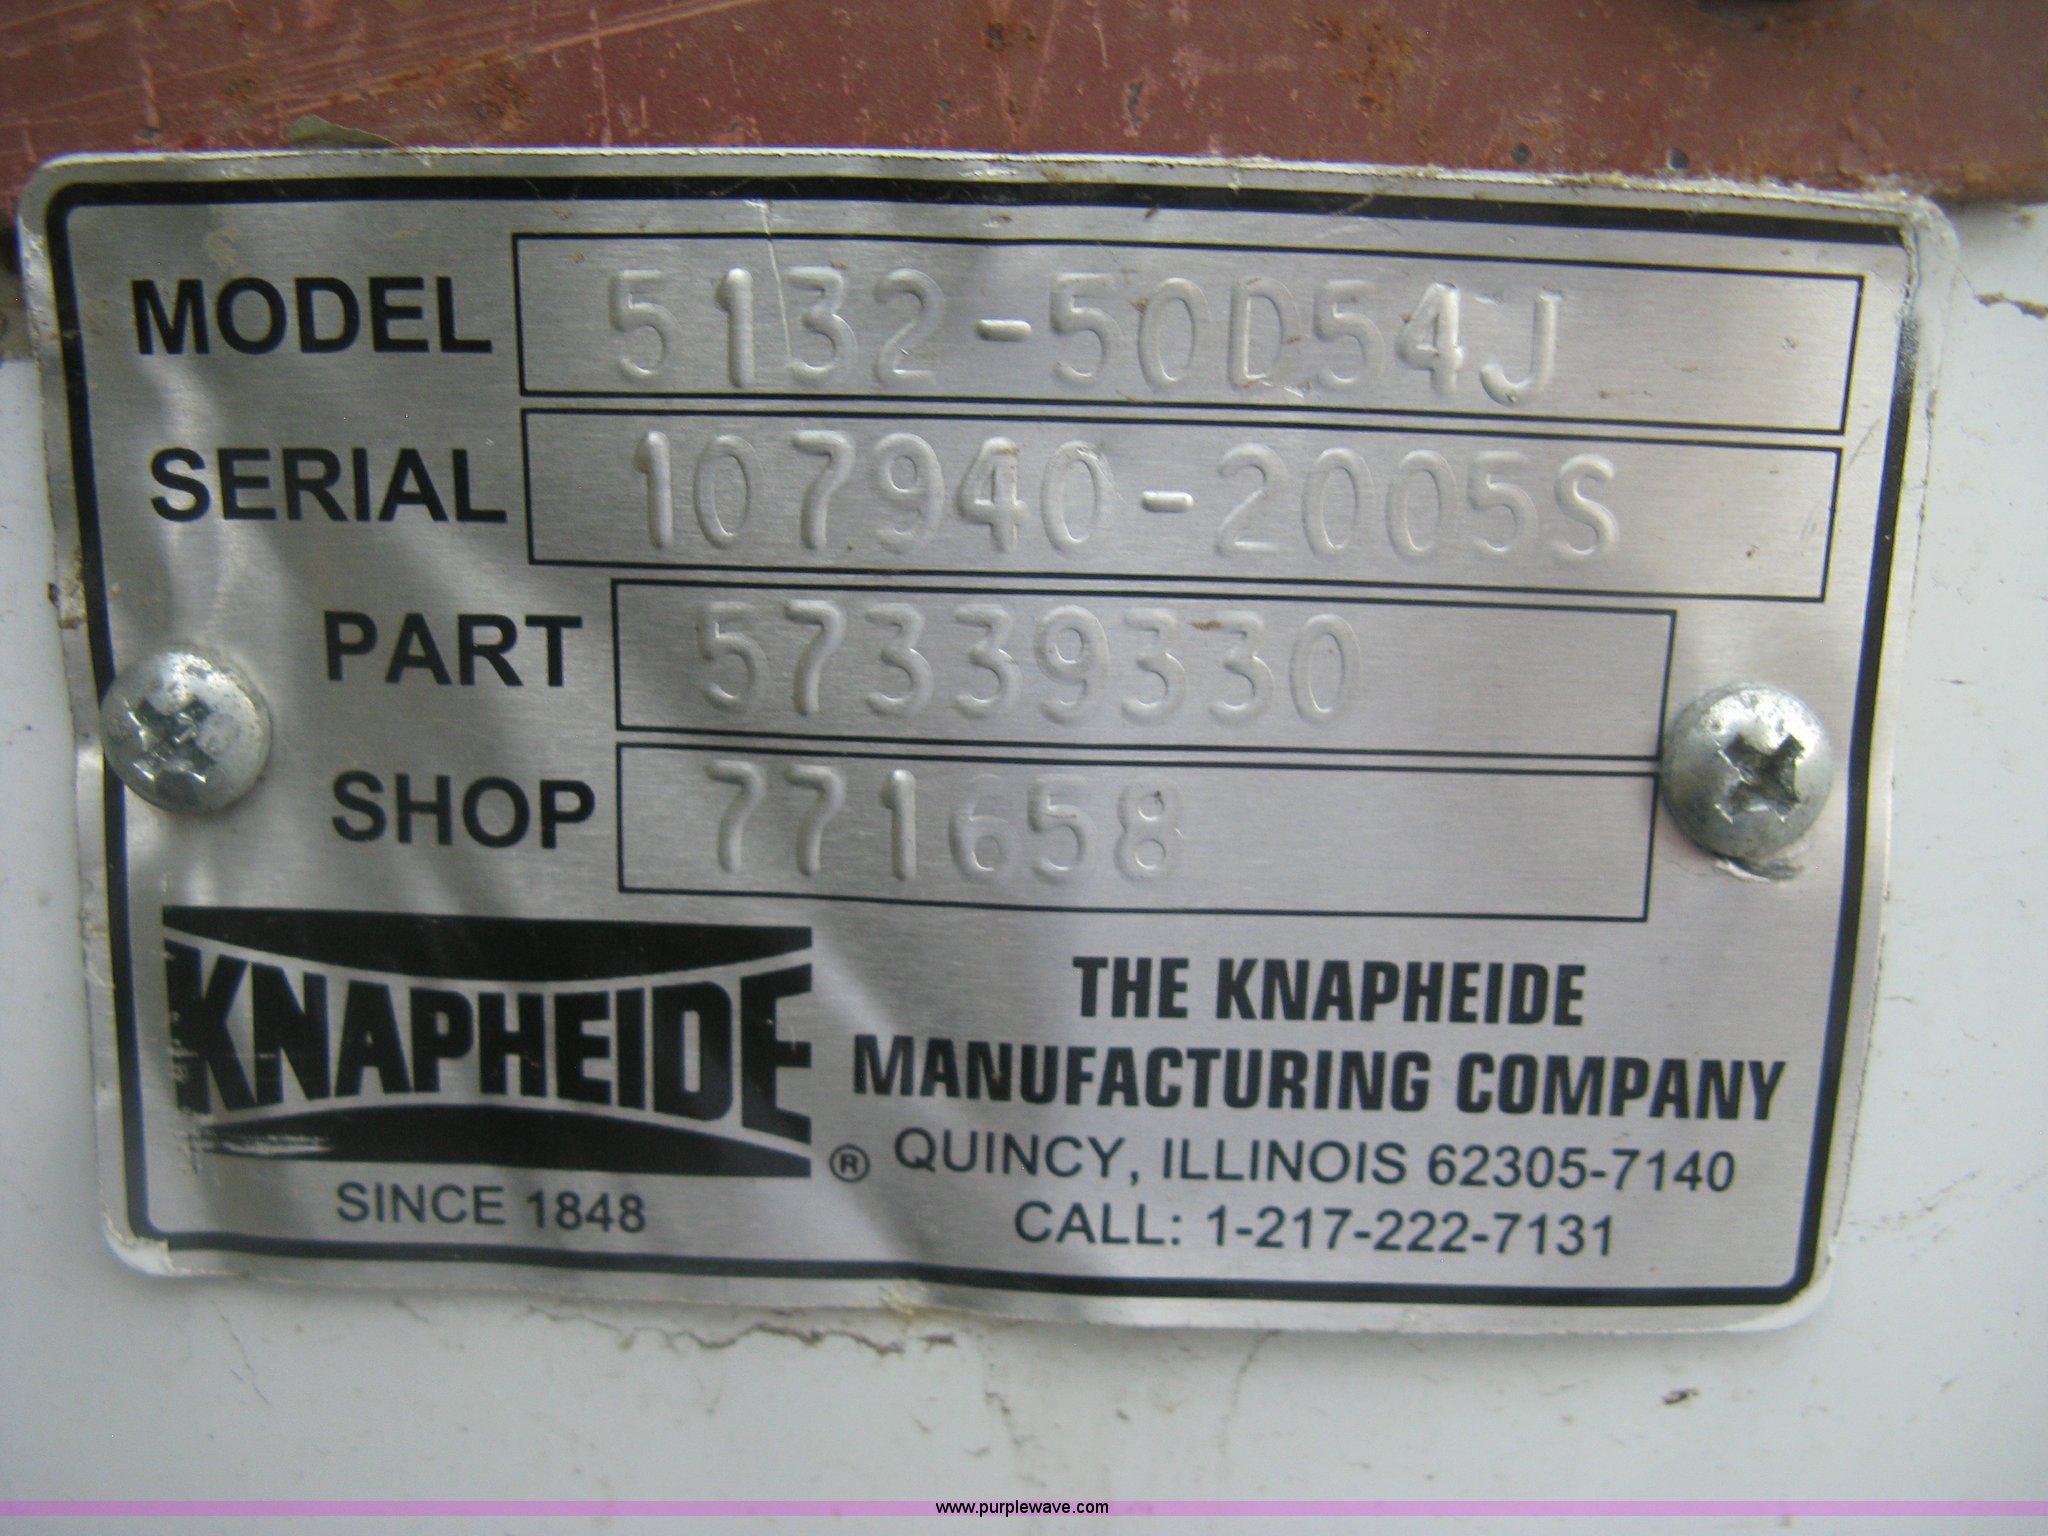 MODEL 5132-50D54J
SERIAL 107940-2005S
PART 57339330
SHOP 771658
KNAPHEIDE ®
SINCE 1848
THE KNAPHEIDE
MANUFACTURING COMPANY
QUINCY, ILLINOIS 62305-7140
CALL: 1-217-222-7131
www.purplewave.com